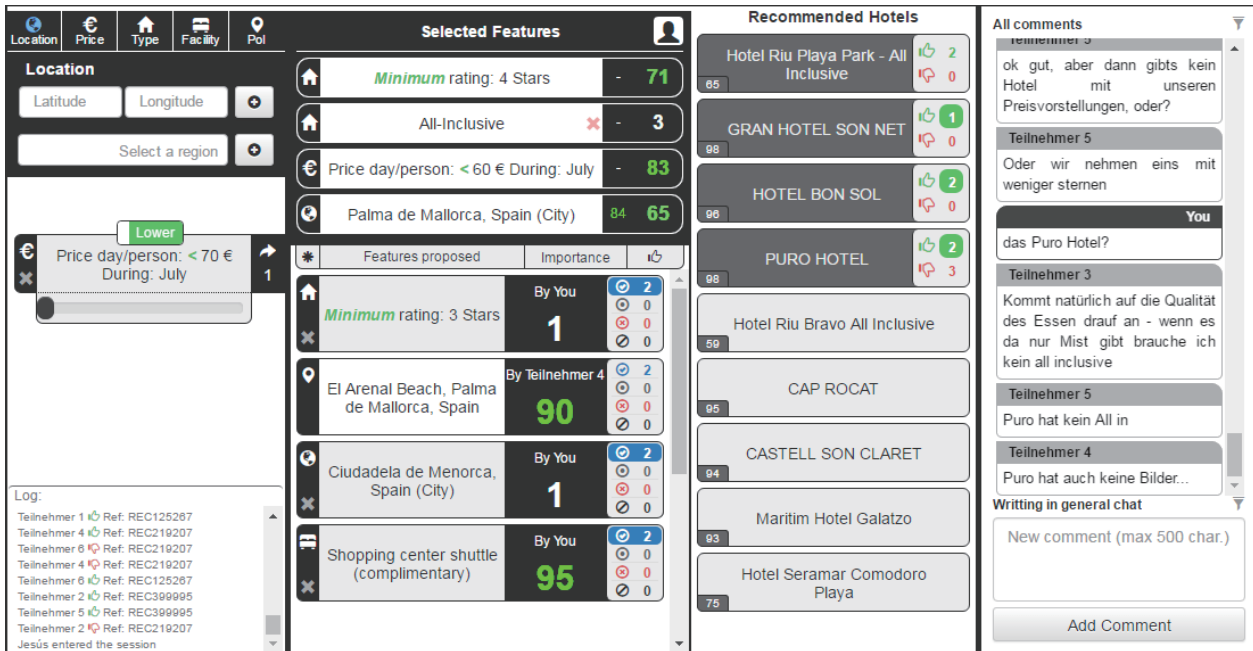 Location Price Type Facility PoI
Location
Latitude Longitude
Select a region
Lower
€ Price day/person: < 70 €
During: July
1
Log:
Teilnehmer 1 Ref: REC125267
Teilnehmer 4 Ref: REC219207
Teilnehmer 6 Ref: REC219207
Teilnehmer 4 Ref: REC219207
Teilnehmer 6 Ref: REC125267
Teilnehmer 2 Ref: REC399995
Teilnehmer 5 Ref: REC399995
Teilnehmer 2 Ref: REC219207
Jesús entered the session
Selected Features
Minimum rating: 4 Stars - 71
All-Inclusive - 3
€ Price day/person: < 60 € During: July - 83
Palma de Mallorca, Spain (City) 84 65
Features proposed Importance
Minimum rating: 3 Stars
By You
1
2
0
0
0
El Arenal Beach, Palma
de Mallorca, Spain
By Teilnehmer 4
90
2
0
0
0
Ciudadela de Menorca,
Spain (City)
By You
1
2
0
0
0
Shopping center shuttle
(complimentary)
By You
95
2
0
0
0
Recommended Hotels
Hotel Riu Playa Park - All
Inclusive
65
2
0
GRAN HOTEL SON NET
98
1
0
HOTEL BON SOL
96
2
0
PURO HOTEL
98
2
3
Hotel Riu Bravo All Inclusive
59
CAP ROCAT
95
CASTELL SON CLARET
94
Maritim Hotel Galatzo
93
Hotel Seramar Comodoro
Playa
75
All comments
Teilnehmer 5
ok gut, aber dann gibts kein
Hotel mit unseren
Preisvorstellungen, oder?
Teilnehmer 5
Oder wir nehmen eins mit
weniger sternen
You
das Puro Hotel?
Teilnehmer 3
Kommt natürlich auf die Qualität
des Essen drauf an - wenn es
da nur Mist gibt brauche ich
kein all inclusive
Teilnehmer 5
Puro hat kein All in
Teilnehmer 4
Puro hat auch keine Bilder...
Writting in general chat
New comment (max 500 char.)
Add Comment